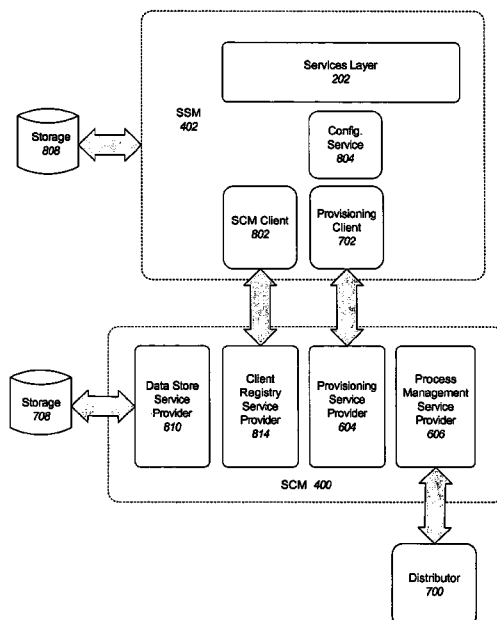 Services Layer
202
SSM
402
Storage
808
Config.
Service
804
SCM Client
802
Provisioning
Client
702
Storage
708
Data Store
Service
Provider
810
Client
Registry
Service
Provider
814
Provisioning
Service
Provider
604
Process
Management
Service
Provider
606
SCM 400
Distributor
700